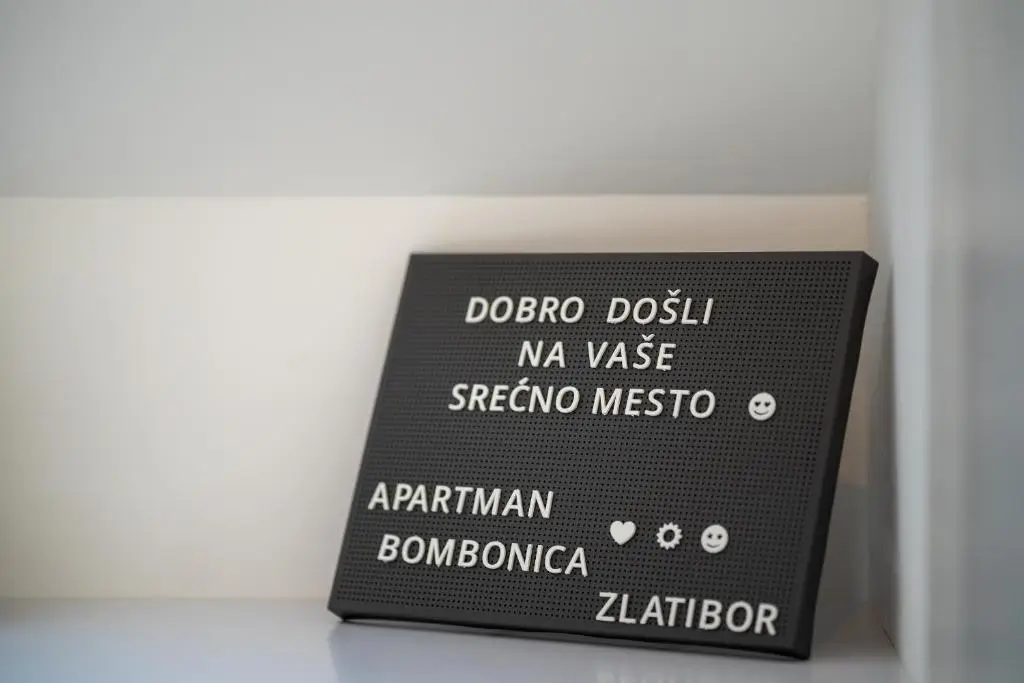 DOBRO DOŠLI
NA VAŠE
SREĆNO MESTO
APARTMAN
BOMBONICA
ZLATIBOR